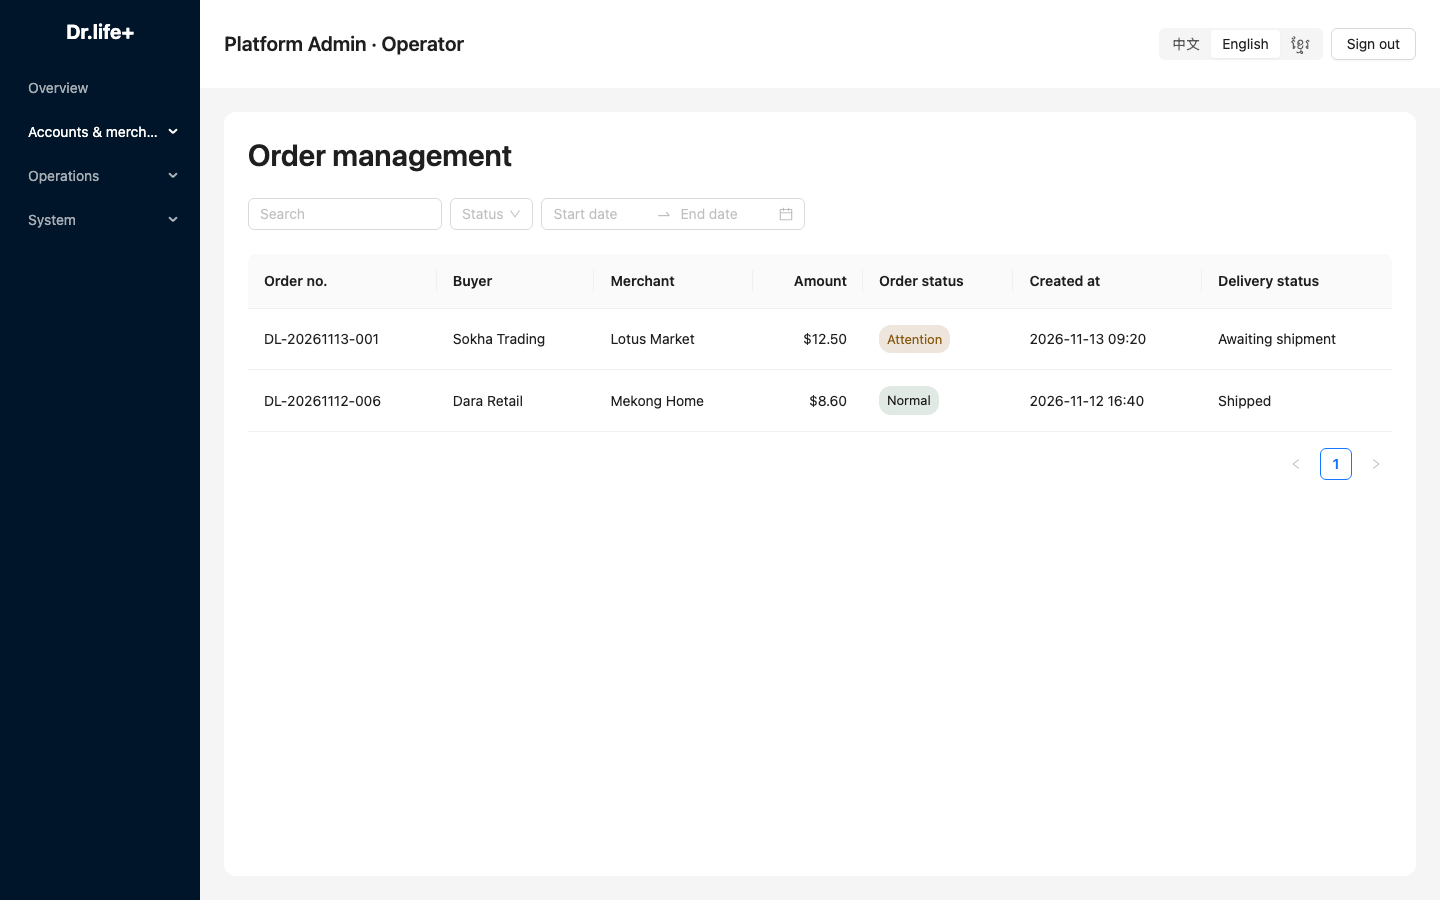 Dr.life+
Overview
Accounts & merch...
Operations
System
Platform Admin · Operator
中文 English ខ្មែរ Sign out
Order management
Search Status Start date End date
Order no. Buyer Merchant Amount Order status Created at Delivery status
DL-20261113-001 Sokha Trading Lotus Market $12.50 Attention 2026-11-13 09:20 Awaiting shipment
DL-20261112-006 Dara Retail Mekong Home $8.60 Normal 2026-11-12 16:40 Shipped
1